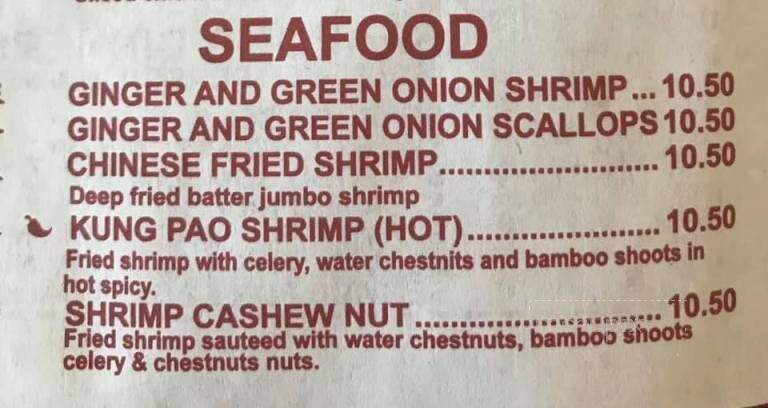 SEAFOOD
GINGER AND GREEN ONION SHRIMP... 10.50
GINGER AND GREEN ONION SCALLOPS 10.50
CHINESE FRIED SHRIMP.......................... 10.50
Deep fried batter jumbo shrimp
KUNG PAO SHRIMP (HOT)....................... 10.50
Fried shrimp with celery, water chestnits and bamboo shoots in
hot spicy.
SHRIMP CASHEW NUT ............................. 10.50
Fried shrimp sauteed with water chestnuts, bamboo shoots
celery & chestnuts nuts.